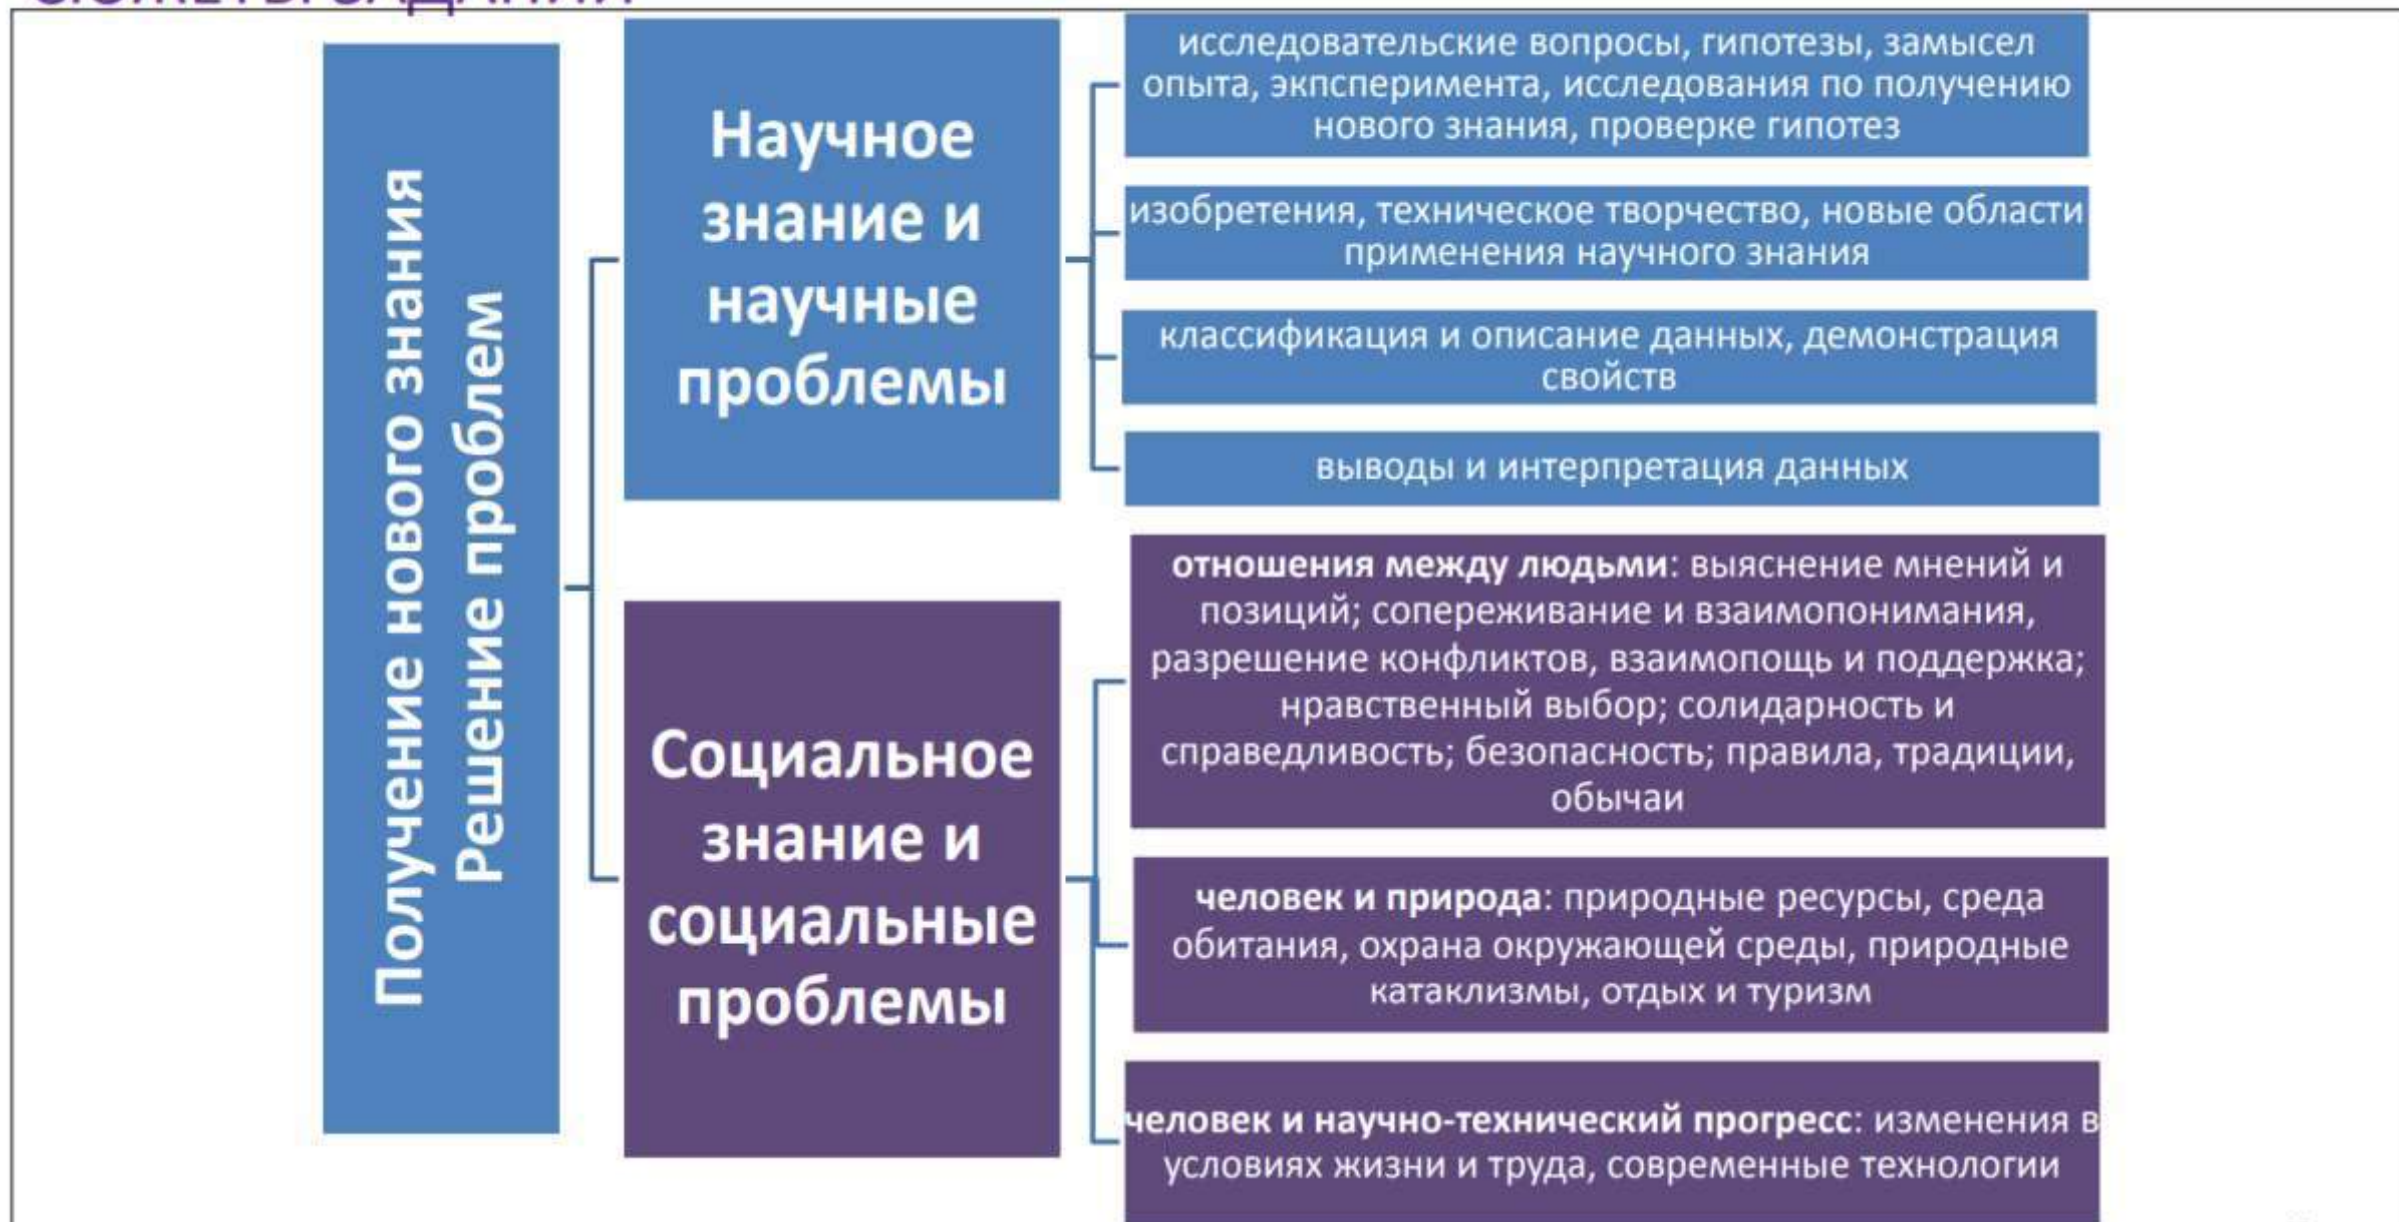 СЮЖЕТЫ ЗАДАНИЙ
Получение нового знания
Решение проблем
Научное
знание и
научные
проблемы
исследовательские вопросы, гипотезы, замысел
опыта, экпсперимента, исследования по получению
нового знания, проверке гипотез
изобретения, техническое творчество, новые области
применения научного знания
классификация и описание данных, демонстрация
свойств
выводы и интерпретация данных
Социальное
знание и
социальные
проблемы
отношения между людьми: выяснение мнений и
позиций; сопереживание и взаимопонимания,
разрешение конфликтов, взаимопощь и поддержка;
нравственный выбор; солидарность и
справедливость; безопасность; правила, традиции,
обычаи
человек и природа: природные ресурсы, среда
обитания, охрана окружающей среды, природные
катаклизмы, отдых и туризм
человек и научно-технический прогресс: изменения в
условиях жизни и труда, современные технологии